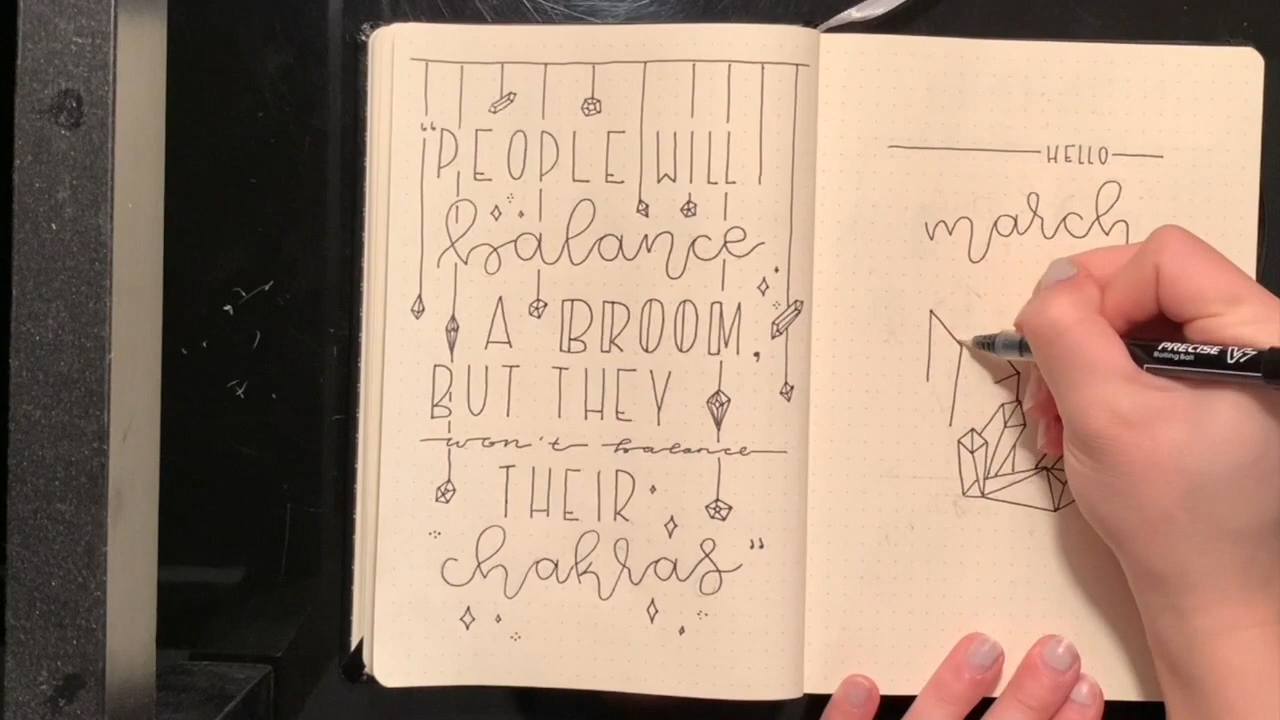 “PEOPLE WILL
balance
A BROOM,
BUT THEY
won't balance
THEIR
chakras”
HELLO
march
PRECISE V7
Rolling Ball